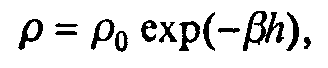 ρ = ρ₀ exp(−βh),